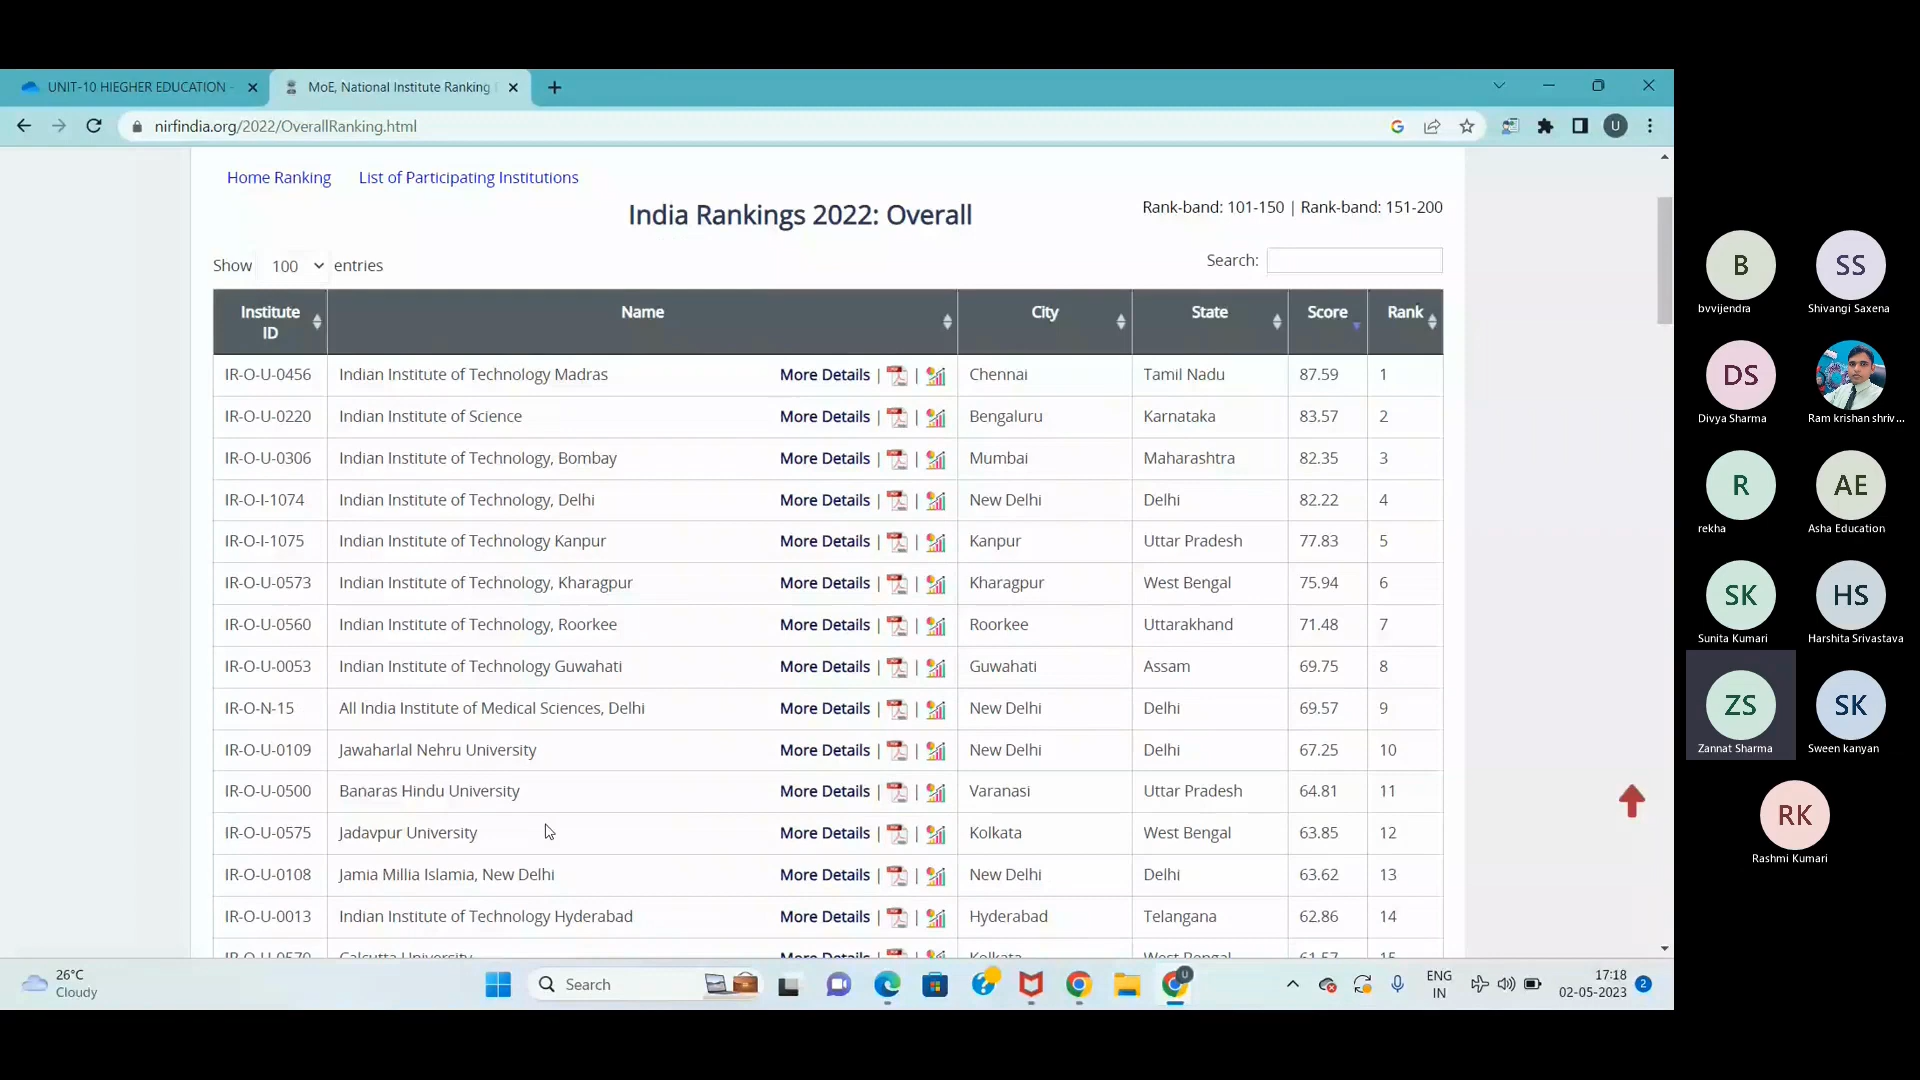 UNIT-10 HIEGHER EDUCATION -
MoE, National Institute Ranking
nirfindia.org/2022/OverallRanking.html
U
Home Ranking List of Participating Institutions
India Rankings 2022: Overall
Rank-band: 101-150 | Rank-band: 151-200
Show 100 entries
Search:
Institute ID Name City State Score Rank
IR-O-U-0456 Indian Institute of Technology Madras More Details | | Chennai Tamil Nadu 87.59 1
IR-O-U-0220 Indian Institute of Science More Details | | Bengaluru Karnataka 83.57 2
IR-O-U-0306 Indian Institute of Technology, Bombay More Details | | Mumbai Maharashtra 82.35 3
IR-O-I-1074 Indian Institute of Technology, Delhi More Details | | New Delhi Delhi 82.22 4
IR-O-I-1075 Indian Institute of Technology Kanpur More Details | | Kanpur Uttar Pradesh 77.83 5
IR-O-U-0573 Indian Institute of Technology, Kharagpur More Details | | Kharagpur West Bengal 75.94 6
IR-O-U-0560 Indian Institute of Technology, Roorkee More Details | | Roorkee Uttarakhand 71.48 7
IR-O-U-0053 Indian Institute of Technology Guwahati More Details | | Guwahati Assam 69.75 8
IR-O-N-15 All India Institute of Medical Sciences, Delhi More Details | | New Delhi Delhi 69.57 9
IR-O-U-0109 Jawaharlal Nehru University More Details | | New Delhi Delhi 67.25 10
IR-O-U-0500 Banaras Hindu University More Details | | Varanasi Uttar Pradesh 64.81 11
IR-O-U-0575 Jadavpur University More Details | | Kolkata West Bengal 63.85 12
IR-O-U-0108 Jamia Millia Islamia, New Delhi More Details | | New Delhi Delhi 63.62 13
IR-O-U-0013 Indian Institute of Technology Hyderabad More Details | | Hyderabad Telangana 62.86 14
IR-O-U-0570 Calcutta University More Details | | Kolkata West Bengal 61.57 15
26°C
Cloudy
Search
U
ENG
IN
17:18
02-05-2023
2
B SS
bvvijendra Shivangi Saxena
DS
Divya Sharma Ram krishan shriv...
R AE
rekha Asha Education
SK HS
Sunita Kumari Harshita Srivastava
ZS SK
Zannat Sharma Sween kanyan
RK
Rashmi Kumari